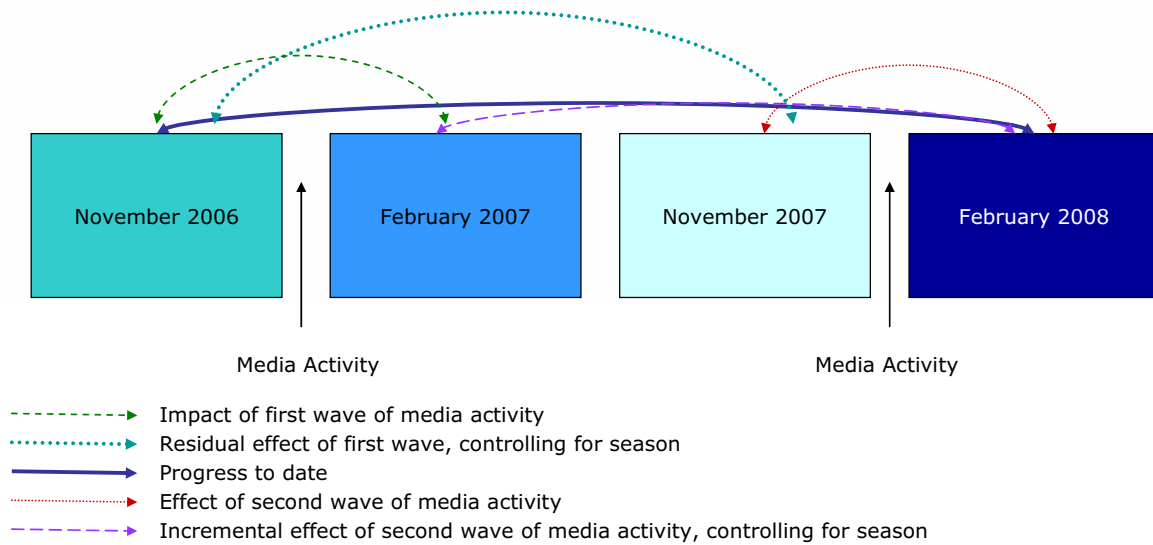 November 2006
February 2007
November 2007
February 2008
Media Activity
Media Activity
Impact of first wave of media activity
Residual effect of first wave, controlling for season
Progress to date
Effect of second wave of media activity
Incremental effect of second wave of media activity, controlling for season